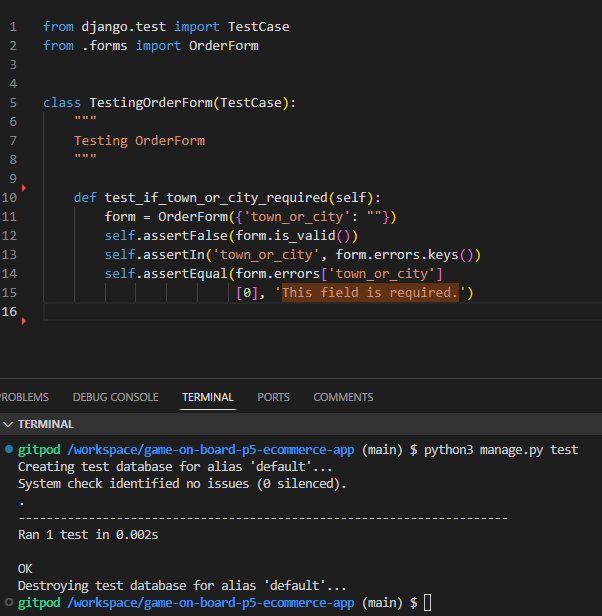 1 from django.test import TestCase
2 from .forms import OrderForm
3
4
5 class TestingOrderForm(TestCase):
6 """
7 Testing OrderForm
8 """
9
10 def test_if_town_or_city_required(self):
11 form = OrderForm({'town_or_city': ""})
12 self.assertFalse(form.is_valid())
13 self.assertIn('town_or_city', form.errors.keys())
14 self.assertEqual(form.errors['town_or_city']
15 [0], 'This field is required.')
16
ROBLEMS DEBUG CONSOLE TERMINAL PORTS COMMENTS
TERMINAL
gitpod /workspace/game-on-board-p5-ecommerce-app (main) $ python3 manage.py test
Creating test database for alias 'default'...
System check identified no issues (0 silenced).
.
----------------------------------------------------------------------
Ran 1 test in 0.002s
OK
Destroying test database for alias 'default'...
gitpod /workspace/game-on-board-p5-ecommerce-app (main) $